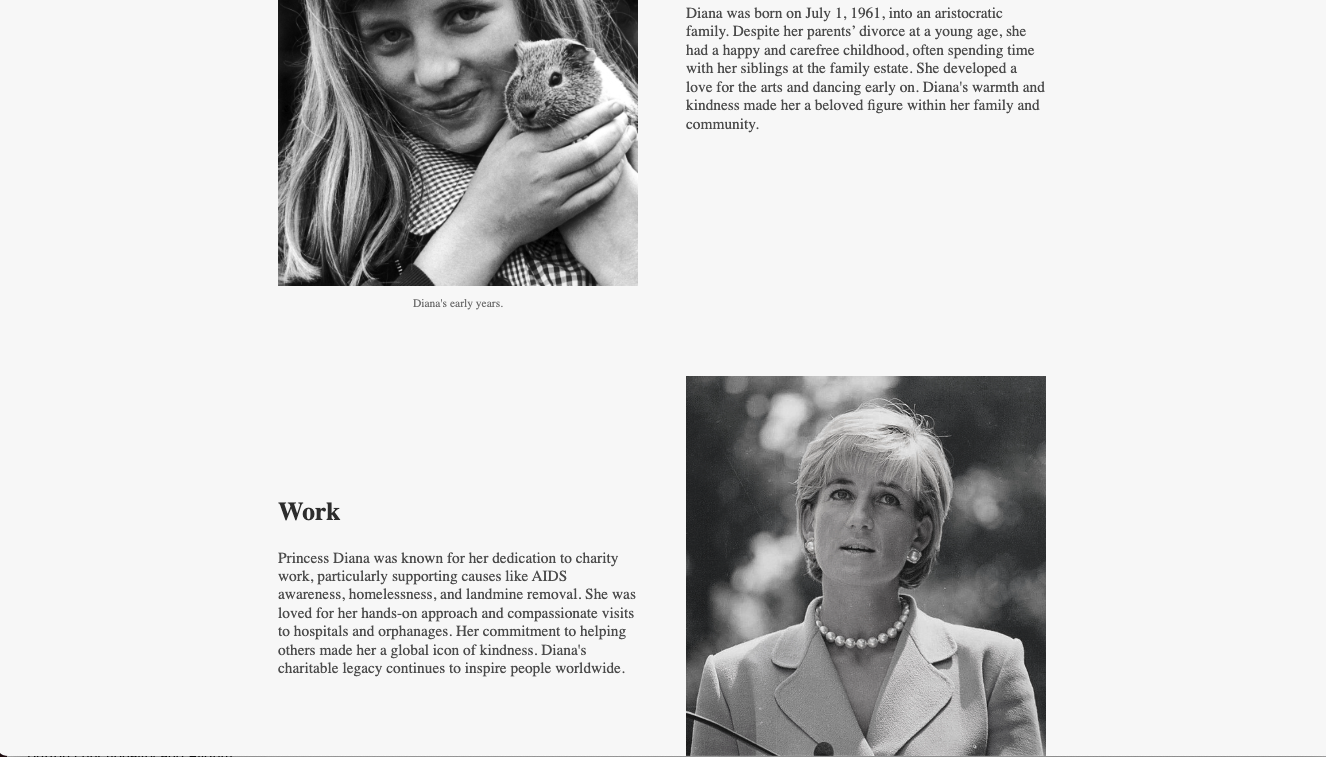 Diana was born on July 1, 1961, into an aristocratic
family. Despite her parents’ divorce at a young age, she
had a happy and carefree childhood, often spending time
with her siblings at the family estate. She developed a
love for the arts and dancing early on. Diana's warmth and
kindness made her a beloved figure within her family and
community.
Diana's early years.
Work
Princess Diana was known for her dedication to charity
work, particularly supporting causes like AIDS
awareness, homelessness, and landmine removal. She was
loved for her hands-on approach and compassionate visits
to hospitals and orphanages. Her commitment to helping
others made her a global icon of kindness. Diana's
charitable legacy continues to inspire people worldwide.